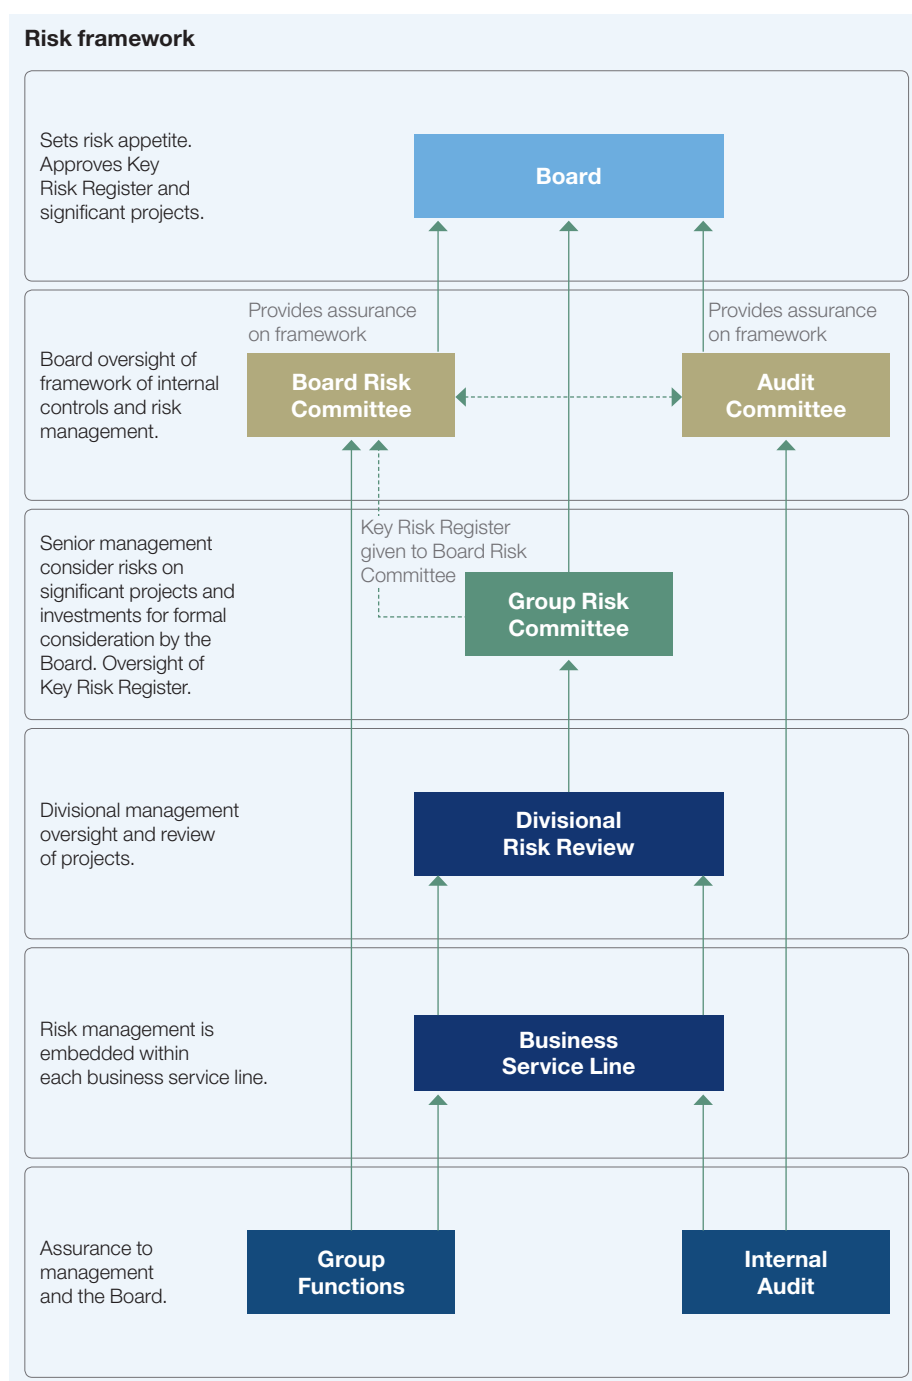 Risk framework
Sets risk appetite.
Approves Key
Risk Register and
significant projects.
Board
Provides assurance
on framework
Provides assurance
on framework
Board oversight of
framework of internal
controls and risk
management.
Board Risk
Committee
Audit
Committee
Senior management
consider risks on
significant projects and
investments for formal
consideration by the
Board. Oversight of
Key Risk Register.
Key Risk Register
given to Board Risk
Committee
Group Risk
Committee
Divisional management
oversight and review
of projects.
Divisional
Risk Review
Risk management is
embedded within
each business service line.
Business
Service Line
Assurance to
management
and the Board.
Group
Functions
Internal
Audit